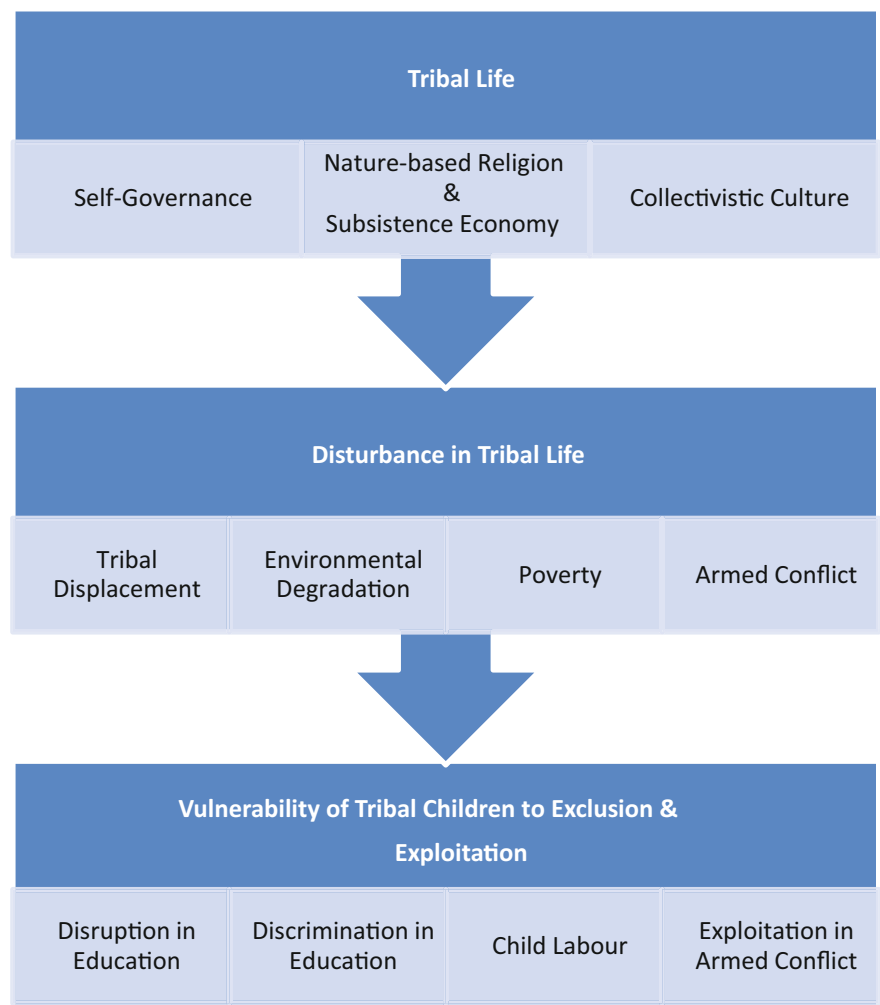 Tribal Life
Self-Governance
Nature-based Religion
&
Subsistence Economy
Collectivistic Culture
Disturbance in Tribal Life
Tribal
Displacement
Environmental
Degradation
Poverty
Armed Conflict
Vulnerability of Tribal Children to Exclusion &
Exploitation
Disruption in
Education
Discrimination in
Education
Child Labour
Exploitation in
Armed Conflict